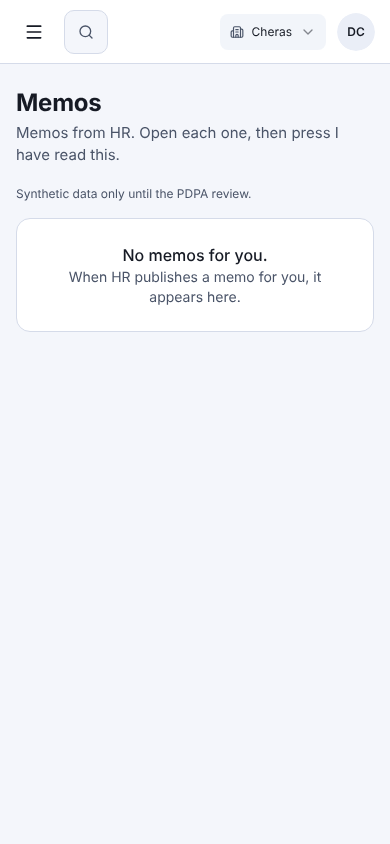 Cheras
DC
Memos
Memos from HR. Open each one, then press I
have read this.
Synthetic data only until the PDPA review.
No memos for you.
When HR publishes a memo for you, it
appears here.